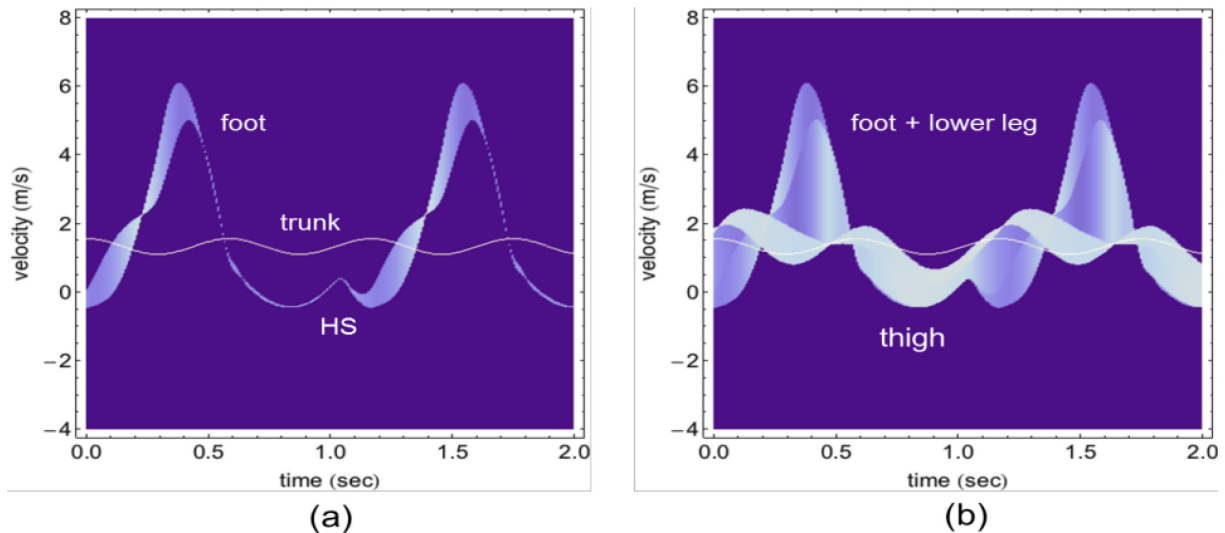 8
6
4
2
0
−2
−4
velocity (m/s)
foot
trunk
HS
0.0 0.5 1.0 1.5 2.0
time (sec)
(a)
8
6
4
2
0
−2
−4
velocity (m/s)
foot + lower leg
thigh
0.0 0.5 1.0 1.5 2.0
time (sec)
(b)